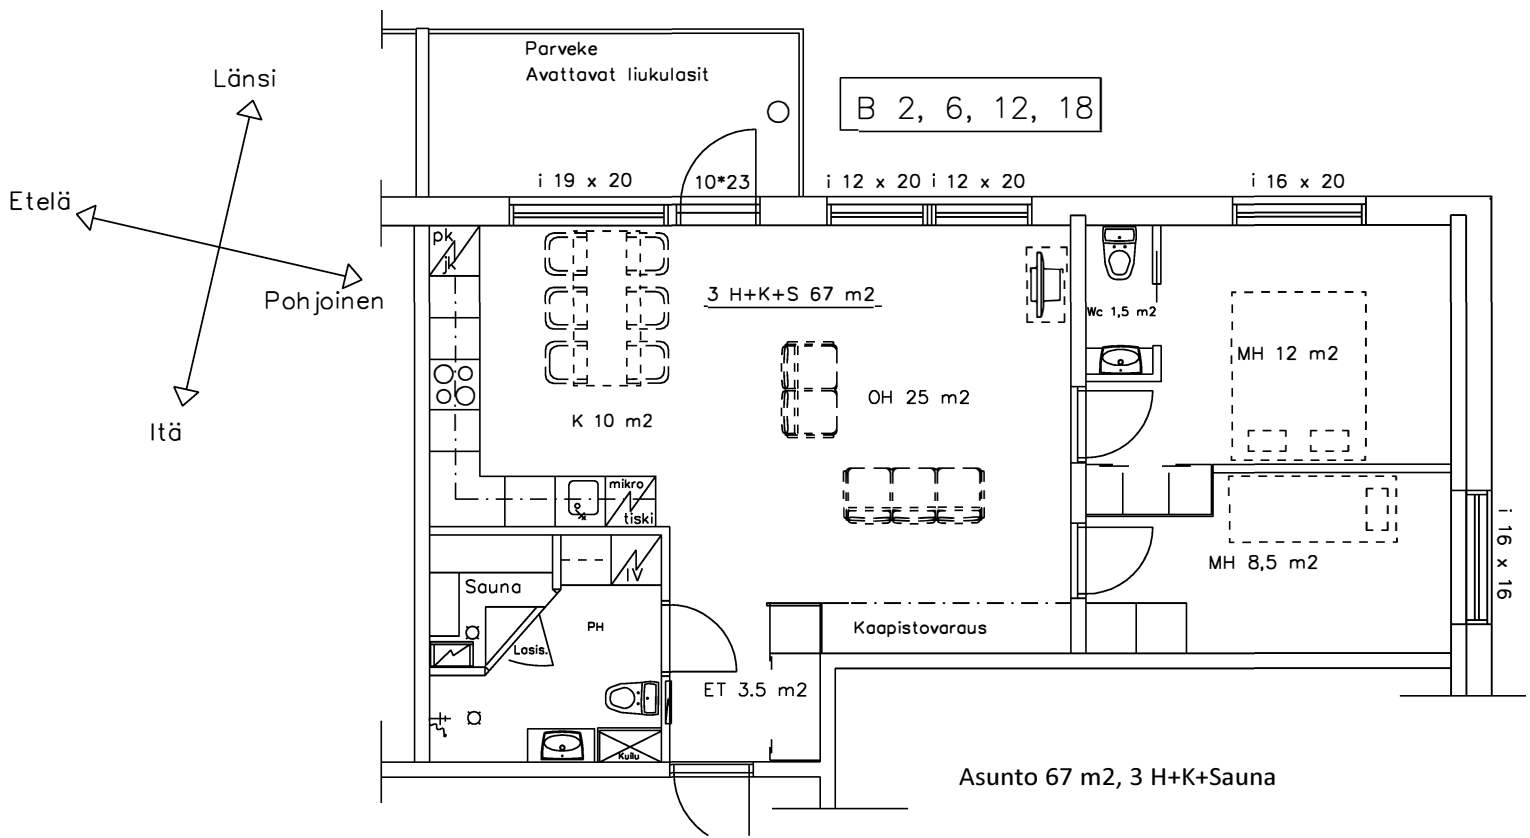 Parveke
Avattavat liukulasit
Länsi
B 2, 6, 12, 18
i 19 x 20
10*23
i 12 x 20
i 12 x 20
i 16 x 20
Etelä
Pohjoinen
Itä
pk
jk
3 H+K+S 67 m2
Wc 1,5 m2
MH 12 m2
OH 25 m2
K 10 m2
mikro
tiski
i 16 x 16
MH 8,5 m2
IV
Sauna
PH
Lasis.
Kaapistovaraus
ET 3.5 m2
Kuilu
Asunto 67 m2, 3 H+K+Sauna